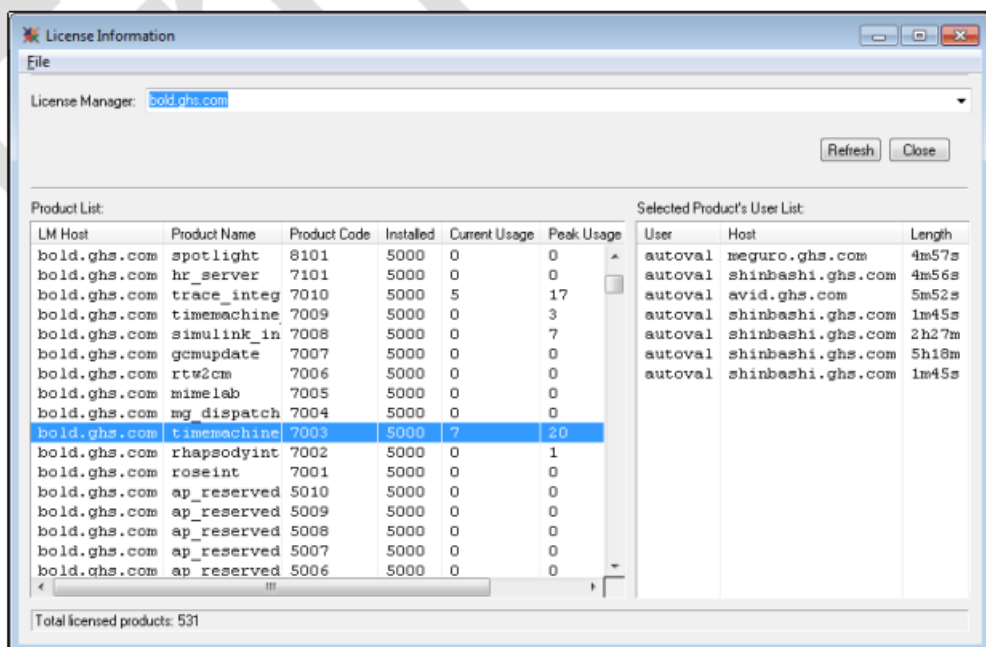 License Information
File
License Manager: bold.ghs.com
Refresh Close
Product List: Selected Product's User List:
LM Host Product Name Product Code Installed Current Usage Peak Usage User Host Length
bold.ghs.com spotlight 8101 5000 0 0 autoval meguro.ghs.com 4m57s
bold.ghs.com hr_server 7101 5000 0 0 autoval shinbashi.ghs.com 4m56s
bold.ghs.com trace_integ 7010 5000 5 17 autoval avid.ghs.com 5m52s
bold.ghs.com timemachine 7009 5000 0 3 autoval shinbashi.ghs.com 1m45s
bold.ghs.com simulink_in 7008 5000 0 7 autoval shinbashi.ghs.com 2h27m
bold.ghs.com gcmupdate 7007 5000 0 0 autoval shinbashi.ghs.com 5h18m
bold.ghs.com rtw2cm 7006 5000 0 0 autoval shinbashi.ghs.com 1m45s
bold.ghs.com mimelab 7005 5000 0 0
bold.ghs.com mg_dispatch 7004 5000 0 0
bold.ghs.com timemachine 7003 5000 7 20
bold.ghs.com rhapsodyint 7002 5000 0 1
bold.ghs.com roseint 7001 5000 0 0
bold.ghs.com ap_reserved 5010 5000 0 0
bold.ghs.com ap_reserved 5009 5000 0 0
bold.ghs.com ap_reserved 5008 5000 0 0
bold.ghs.com ap_reserved 5007 5000 0 0
bold.ghs.com ap_reserved 5006 5000 0 0
Total licensed products: 531